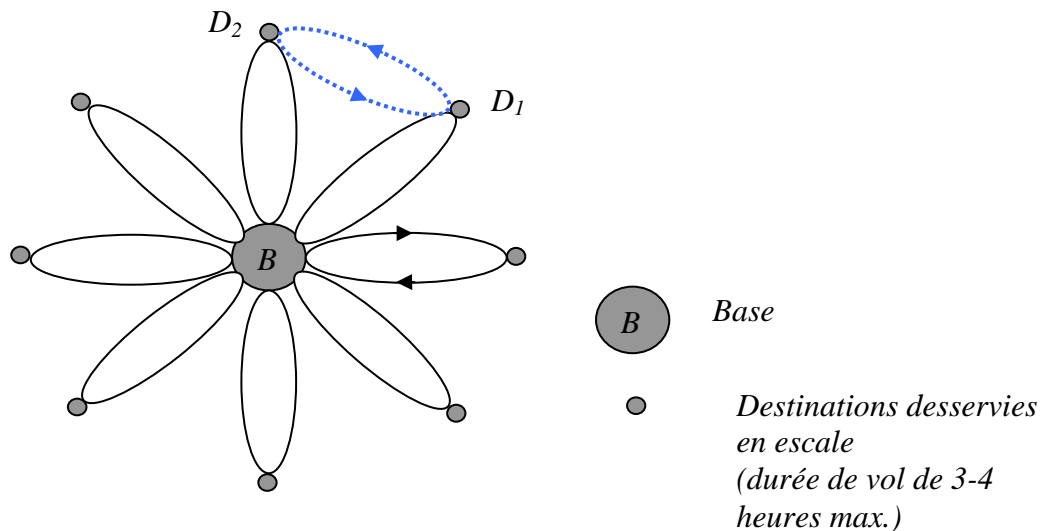 D2
D1
B
B
Base
Destinations desservies
en escale
(durée de vol de 3-4
heures max.)